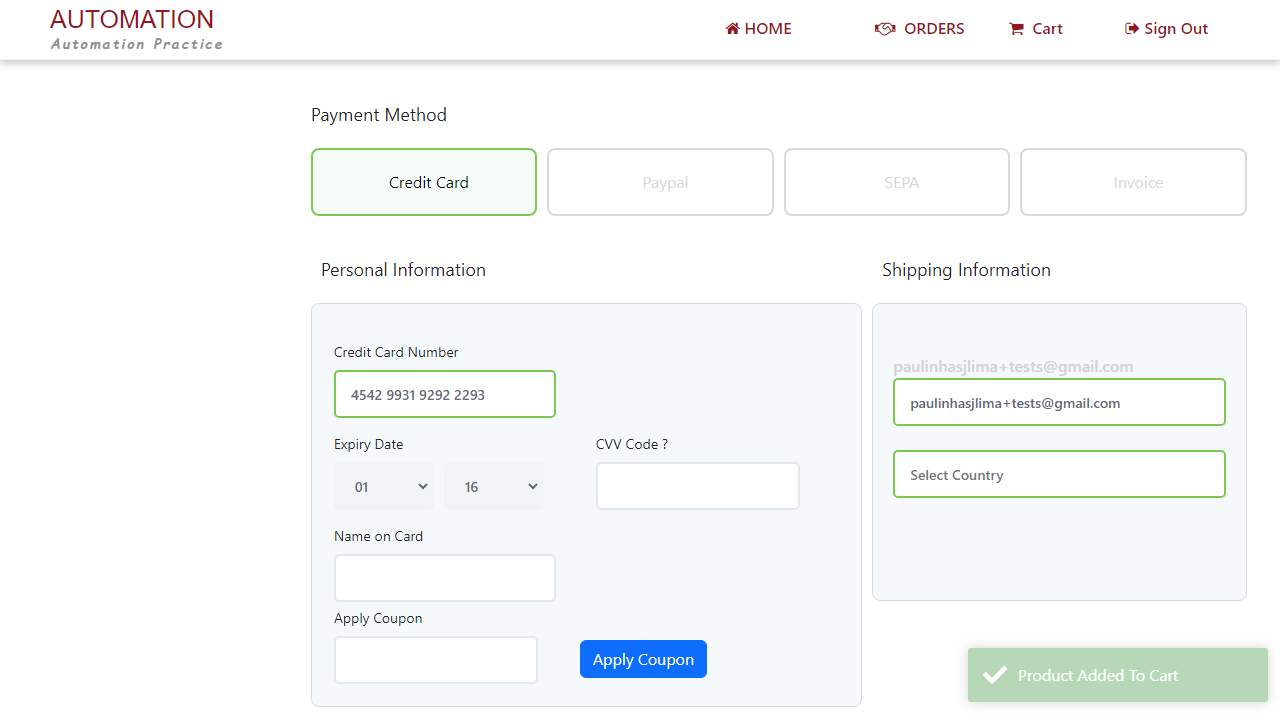 AUTOMATION
Automation Practice
HOME
ORDERS
Cart
Sign Out
Payment Method
Credit Card
Paypal
SEPA
Invoice
Personal Information
Shipping Information
Credit Card Number
4542 9931 9292 2293
Expiry Date
CVV Code ?
01
16
Name on Card
Apply Coupon
Apply Coupon
paulinhasjlima+tests@gmail.com
paulinhasjlima+tests@gmail.com
Select Country
Product Added To Cart